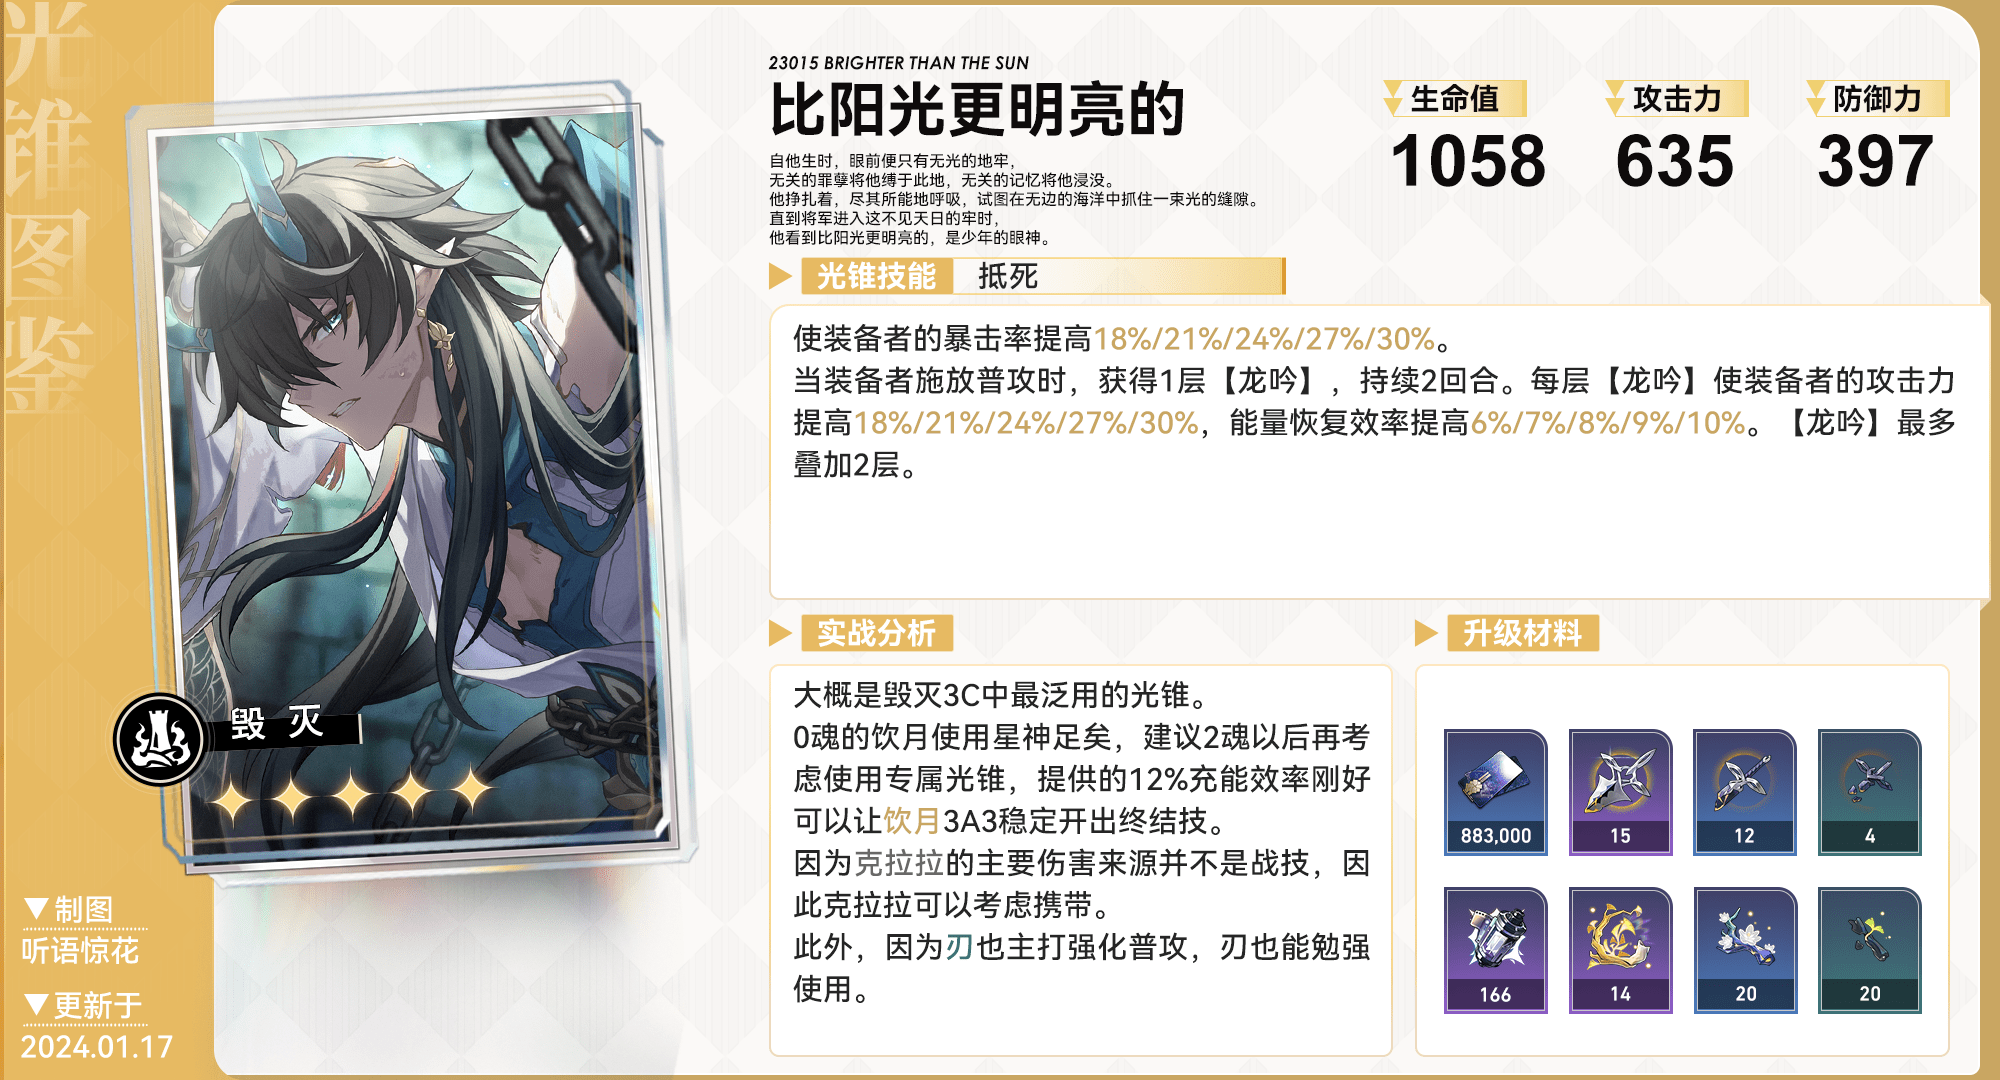 光锥图鉴
23015 BRIGHTER THAN THE SUN
比阳光更明亮的
自他生时，眼前便只有无光的地牢，
无关的罪孽将他缚于此地，无关的记忆将他浸没。
他挣扎着，尽其所能地呼吸，试图在无边的海洋中抓住一束光的缝隙。
直到将军进入这不见天日的牢时，
他看到比阳光更明亮的，是少年的眼神。
生命值
1058
攻击力
635
防御力
397
光锥技能 抵死
使装备者的暴击率提高18%/21%/24%/27%/30%。
当装备者施放普攻时，获得1层【龙吟】，持续2回合。每层【龙吟】使装备者的攻击力
提高18%/21%/24%/27%/30%，能量恢复效率提高6%/7%/8%/9%/10%。【龙吟】最多
叠加2层。
毁灭
实战分析
大概是毁灭3C中最泛用的光锥。
0魂的饮月使用星神足矣，建议2魂以后再考
虑使用专属光锥，提供的12%充能效率刚好
可以让饮月3A3稳定开出终结技。
因为克拉拉的主要伤害来源并不是战技，因
此克拉拉可以考虑携带。
此外，因为刃也主打强化普攻，刃也能勉强
使用。
升级材料
883,000 15 12 4
166 14 20 20
▼制图
听语惊花
▼更新于
2024.01.17